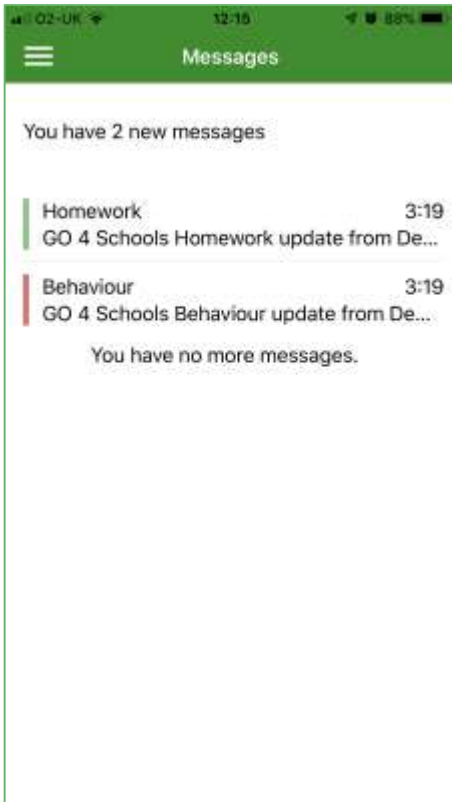 O2-UK 12:15 88%
Messages
You have 2 new messages
Homework 3:19
GO 4 Schools Homework update from De...
Behaviour 3:19
GO 4 Schools Behaviour update from De...
You have no more messages.